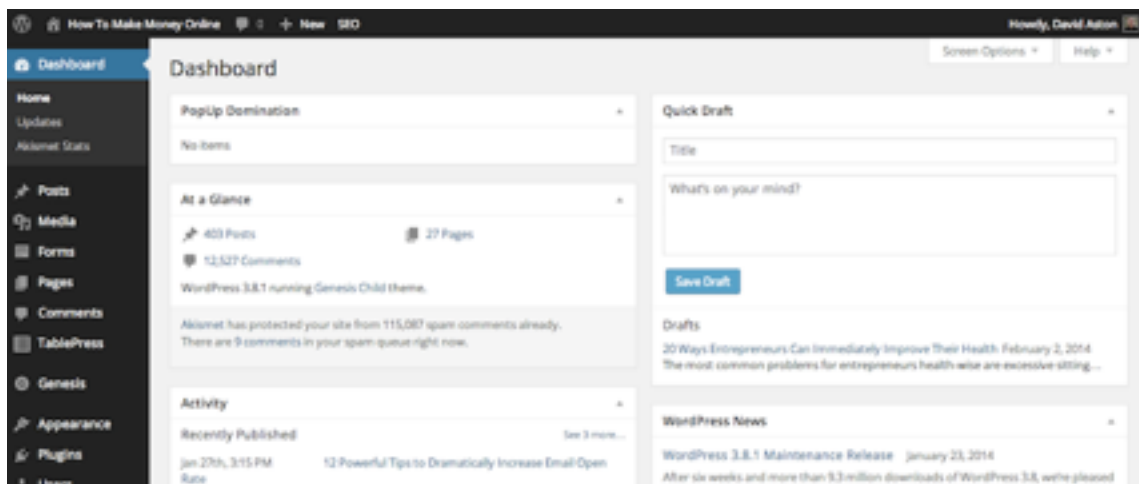 How To Make Money Online 0 + New SEO
Howdy, David Aston
Screen Options Help
Dashboard
Home
Updates
Akismet Stats
Posts
Media
Forms
Pages
Comments
TablePress
Genesis
Appearance
Plugins
Users
Dashboard
PopUp Domination
No items
At a Glance
403 Posts 27 Pages
12,527 Comments
WordPress 3.8.1 running Genesis Child theme.
Akismet has protected your site from 115,087 spam comments already.
There are 9 comments in your spam queue right now.
Activity
Recently Published See 3 more...
Jan 27th, 3:15 PM 12 Powerful Tips to Dramatically Increase Email Open
Rate
Quick Draft
Title
What's on your mind?
Save Draft
Drafts
20 Ways Entrepreneurs Can Immediately Improve Their Health February 2, 2014
The most common problems for entrepreneurs health-wise are excessive sitting...
WordPress News
WordPress 3.8.1 Maintenance Release January 23, 2014
After six weeks and more than 9.3 million downloads of WordPress 3.8, we're pleased